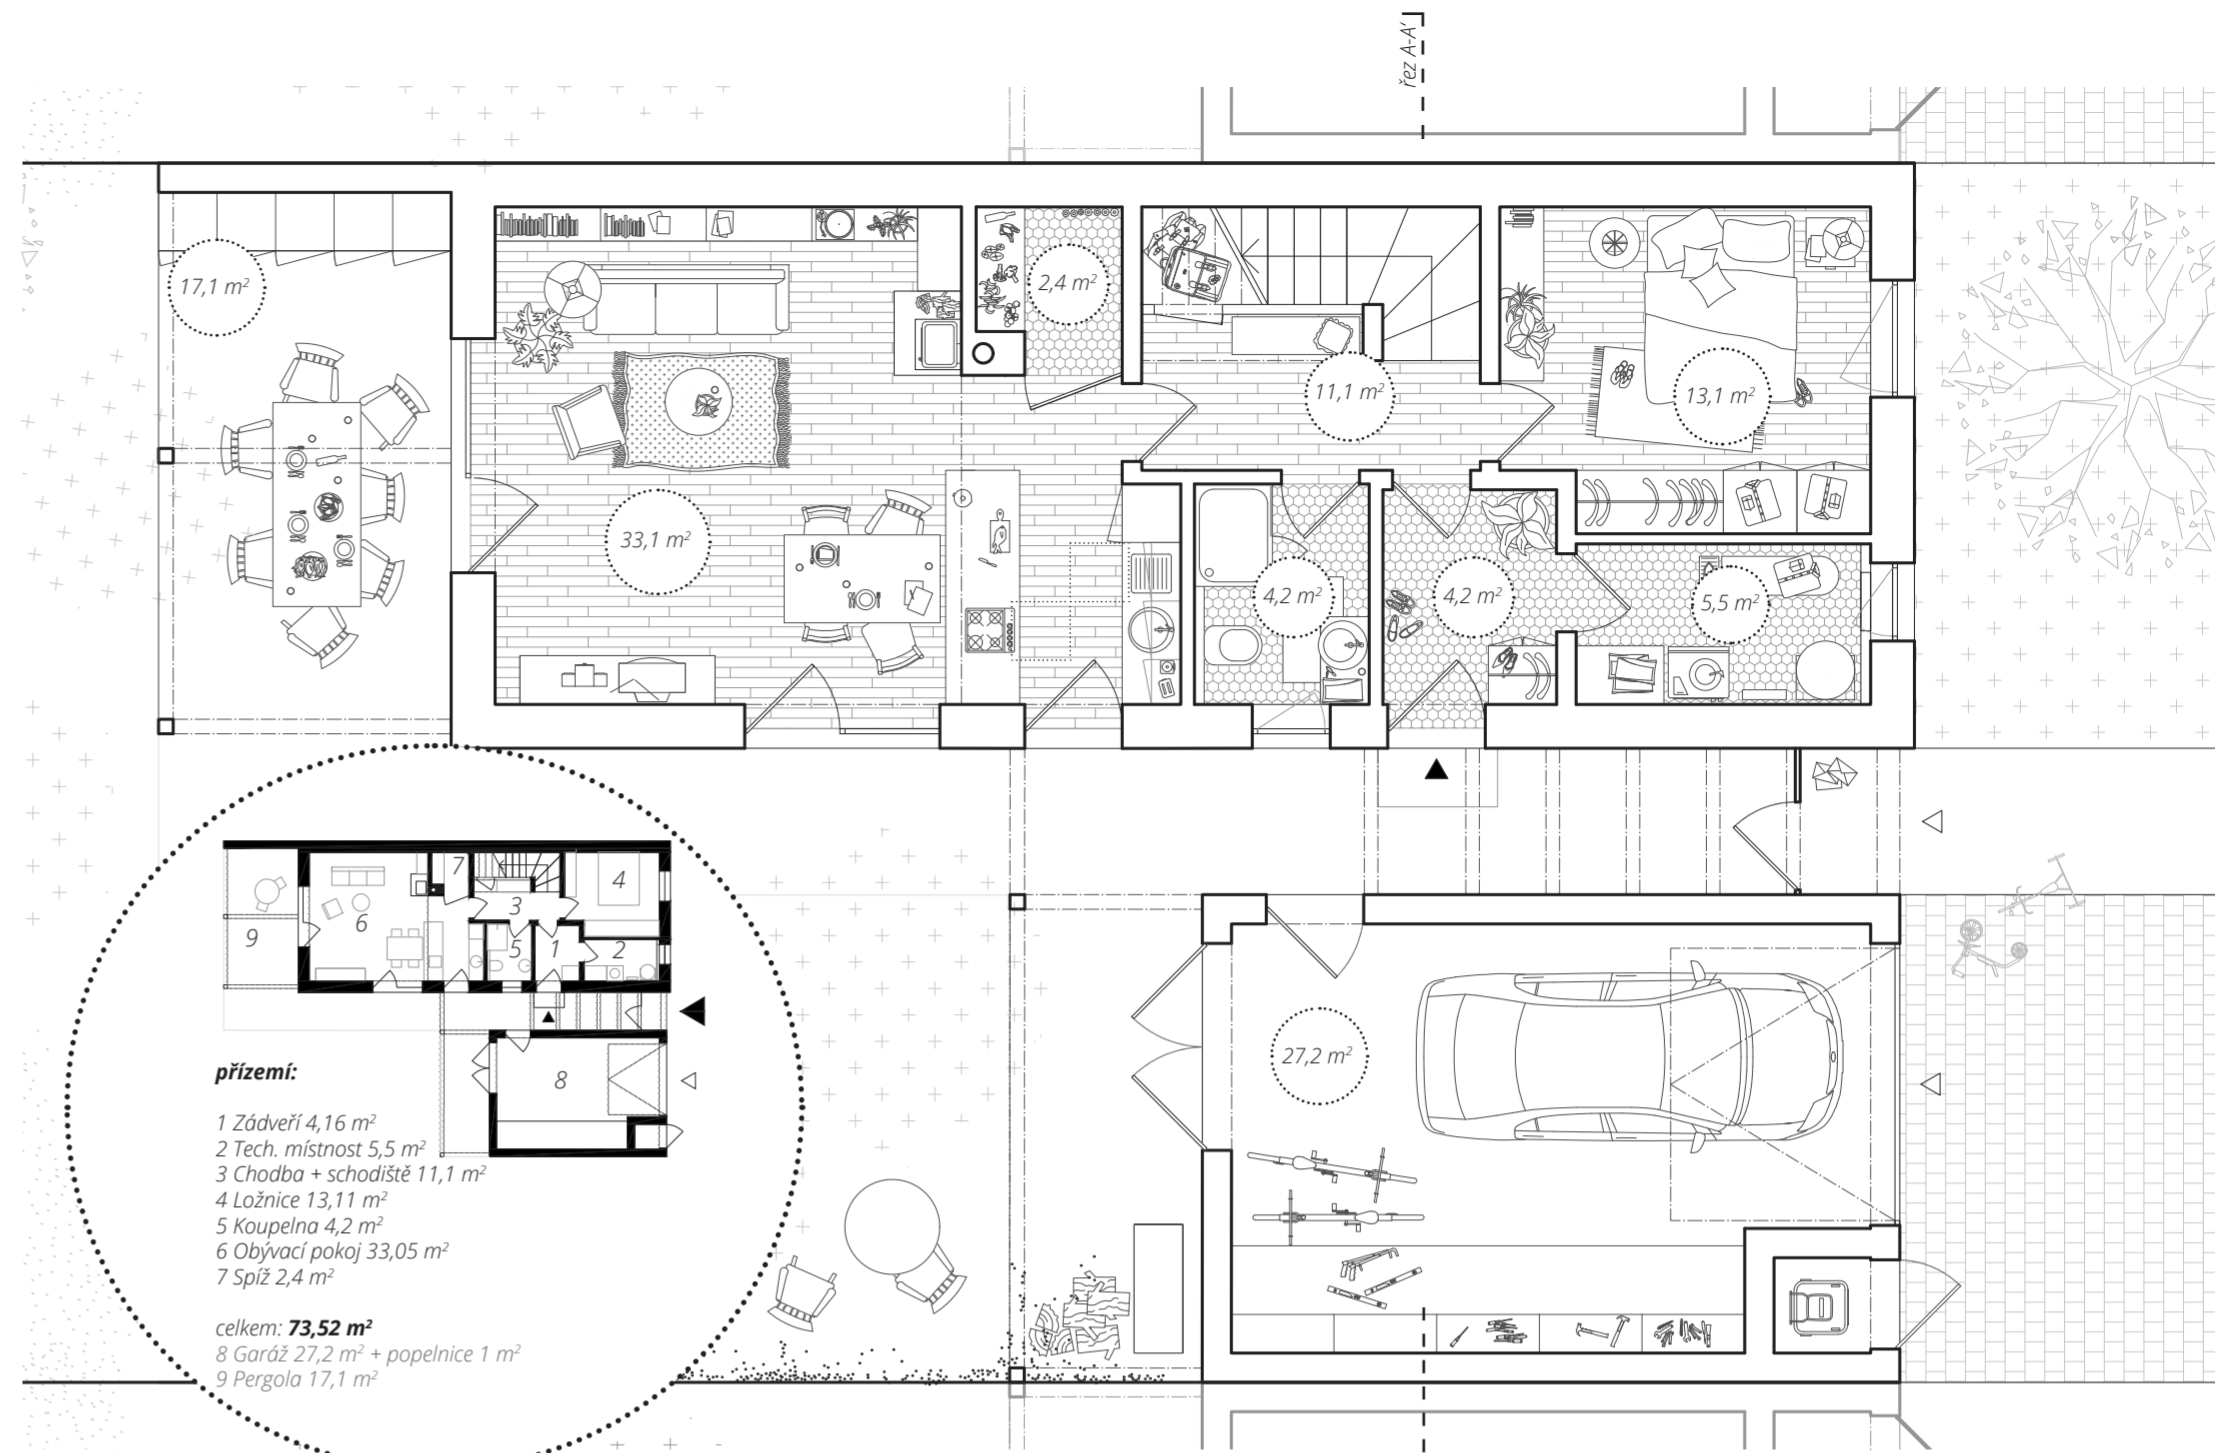 řez A-A'
17,1 m²
2,4 m²
11,1 m²
13,1 m²
33,1 m²
4,2 m²
4,2 m²
5,5 m²
27,2 m²
7
4
3
6
9
5
1
2
8
přízemí:
1 Zádveří 4,16 m²
2 Tech. místnost 5,5 m²
3 Chodba + schodiště 11,1 m²
4 Ložnice 13,11 m²
5 Koupelna 4,2 m²
6 Obývací pokoj 33,05 m²
7 Spíž 2,4 m²
celkem: 73,52 m²
8 Garáž 27,2 m² + popelnice 1 m²
9 Pergola 17,1 m²